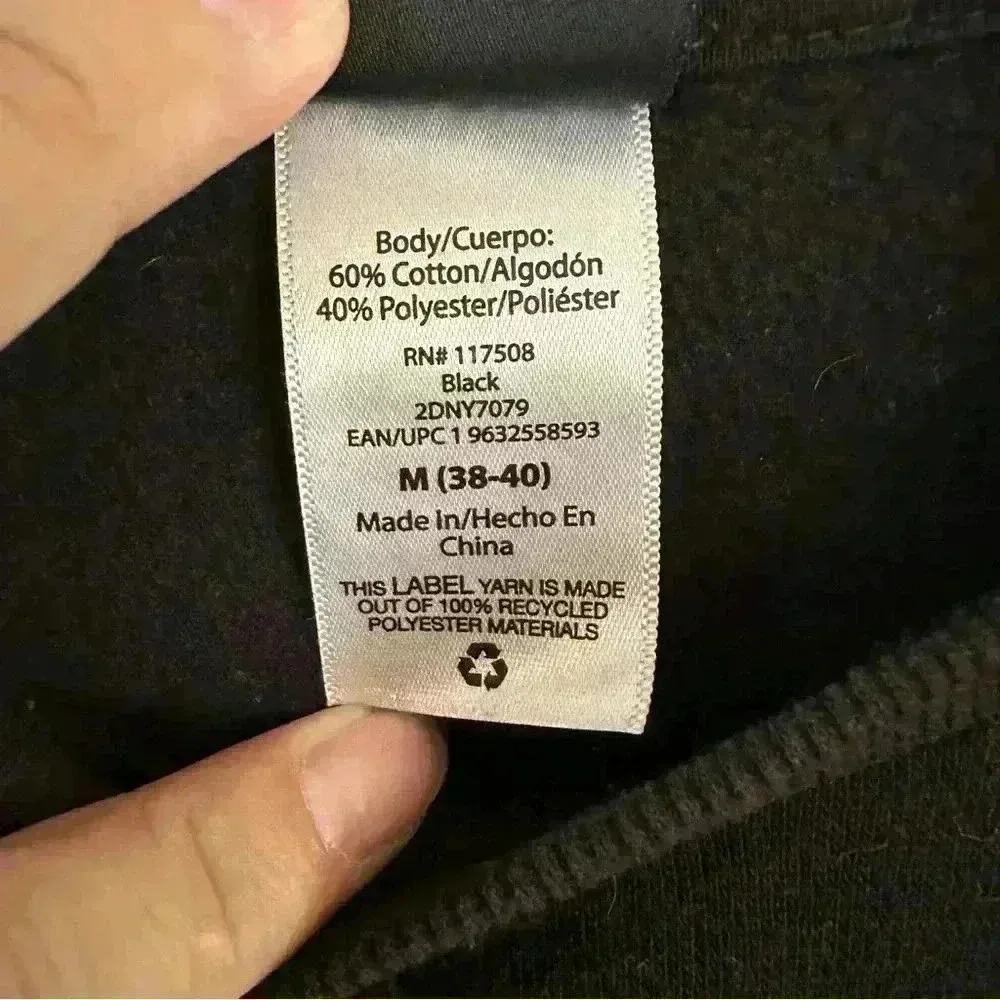 Body/Cuerpo:
60% Cotton/Algodón
40% Polyester/Poliéster
RN# 117508
Black
2DNY7079
EAN/UPC 1 9632558593
M (38-40)
Made In/Hecho En
China
THIS LABEL YARN IS MADE
OUT OF 100% RECYCLED
POLYESTER MATERIALS